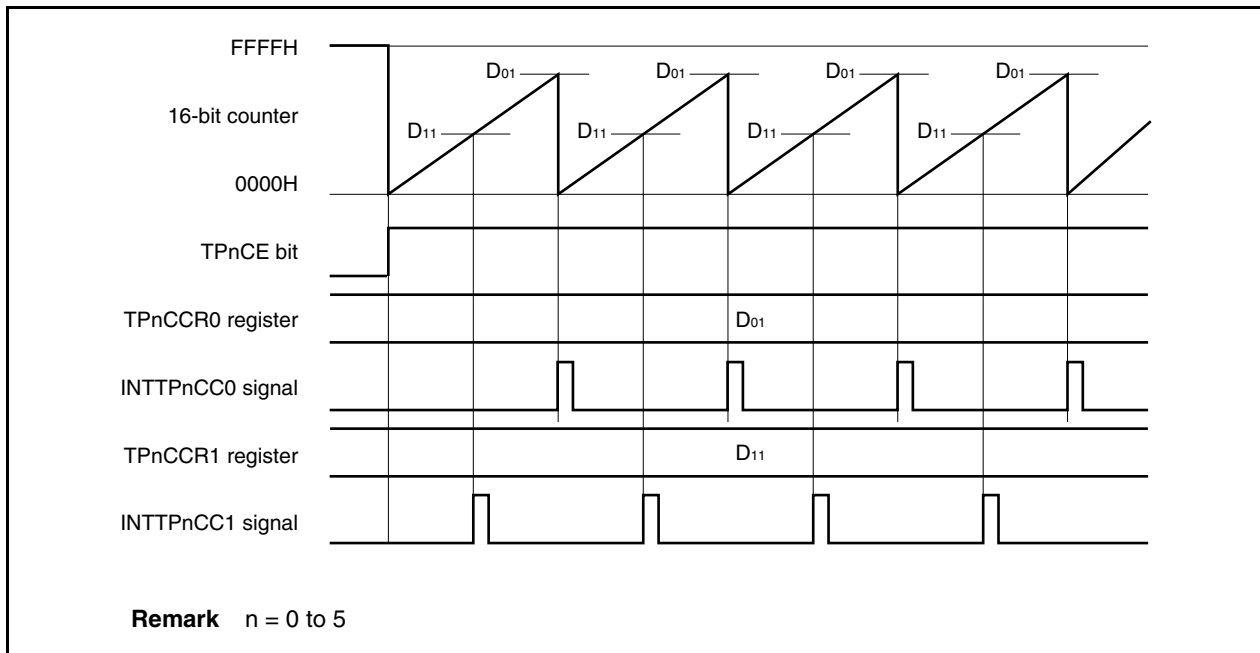 FFFFH
D01 D01 D01 D01
16-bit counter
D11 D11 D11 D11
0000H
TPnCE bit
TPnCCR0 register
D01
INTTPnCC0 signal
TPnCCR1 register
D11
INTTPnCC1 signal
Remark n = 0 to 5